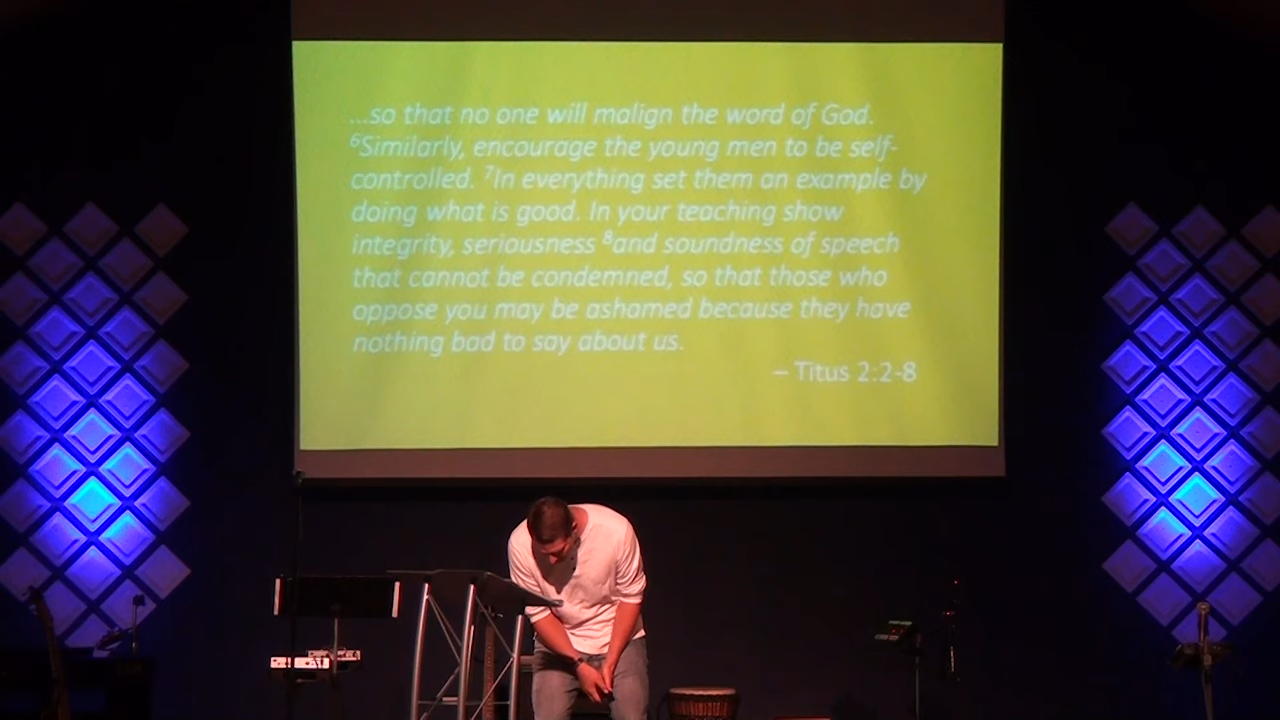 ...so that no one will malign the word of God.
⁶Similarly, encourage the young men to be self-
controlled. ⁷In everything set them an example by
doing what is good. In your teaching show
integrity, seriousness ⁸and soundness of speech
that cannot be condemned, so that those who
oppose you may be ashamed because they have
nothing bad to say about us.
– Titus 2:2-8